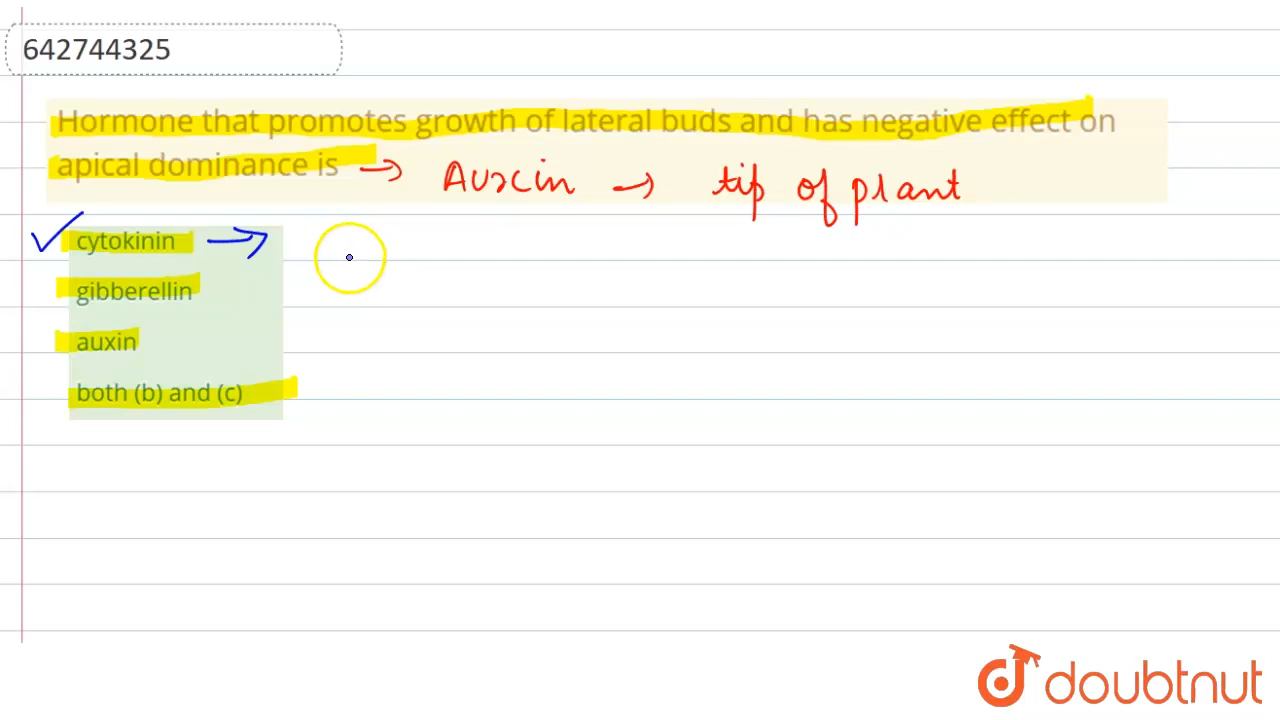 642744325
Hormone that promotes growth of lateral buds and has negative effect on
apical dominance is → Auxin → tip of plant
cytokinin →
gibberellin
auxin
both (b) and (c)
doubtnut